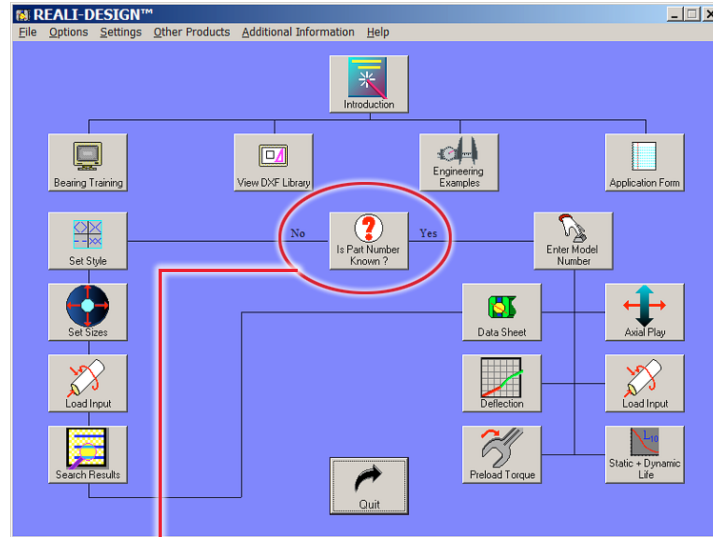 REALI-DESIGN™
File Options Settings Other Products Additional Information Help
Introduction
Bearing Training
View DXF Library
Engineering
Examples
Application Form
Set Style
No
Is Part Number
Known ?
Yes
Enter Model
Number
Set Sizes
Data Sheet
Axial Play
Load Input
Deflection
Load Input
Search Results
Preload Torque
L10
Static + Dynamic
Life
Quit